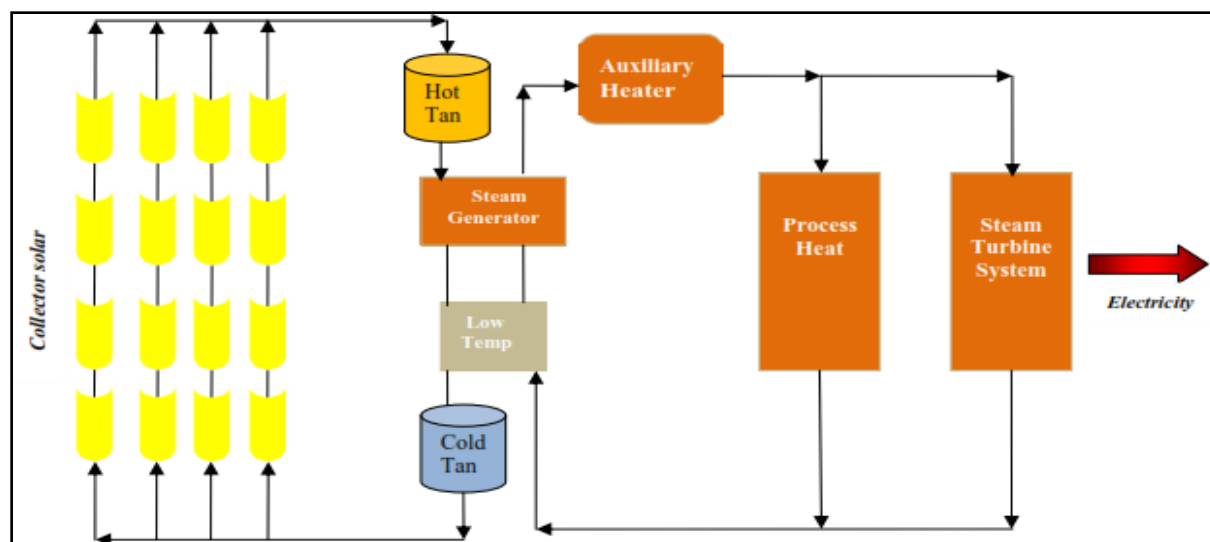 Collector solar
Hot
Tan
Auxiliary
Heater
Steam
Generator
Process
Heat
Steam
Turbine
System
Electricity
Low
Temp
Cold
Tan